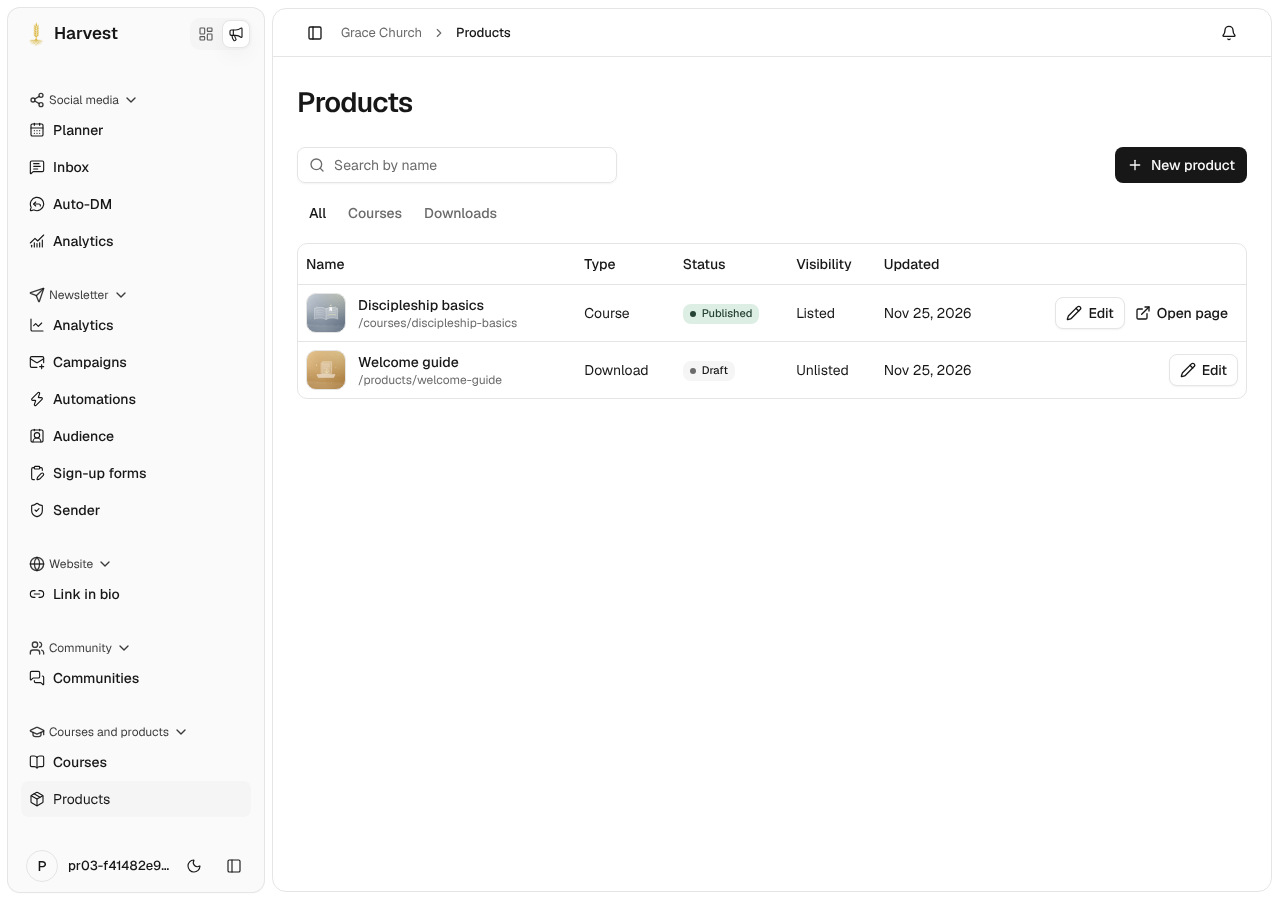 Harvest
Social media
Planner
Inbox
Auto-DM
Analytics
Newsletter
Analytics
Campaigns
Automations
Audience
Sign-up forms
Sender
Website
Link in bio
Community
Communities
Courses and products
Courses
Products
P pr03-f41482e9...
Grace Church > Products
Products
Search by name
New product
All Courses Downloads
Name Type Status Visibility Updated
Discipleship basics
/courses/discipleship-basics
Course Published Listed Nov 25, 2026 Edit Open page
Welcome guide
/products/welcome-guide
Download Draft Unlisted Nov 25, 2026 Edit